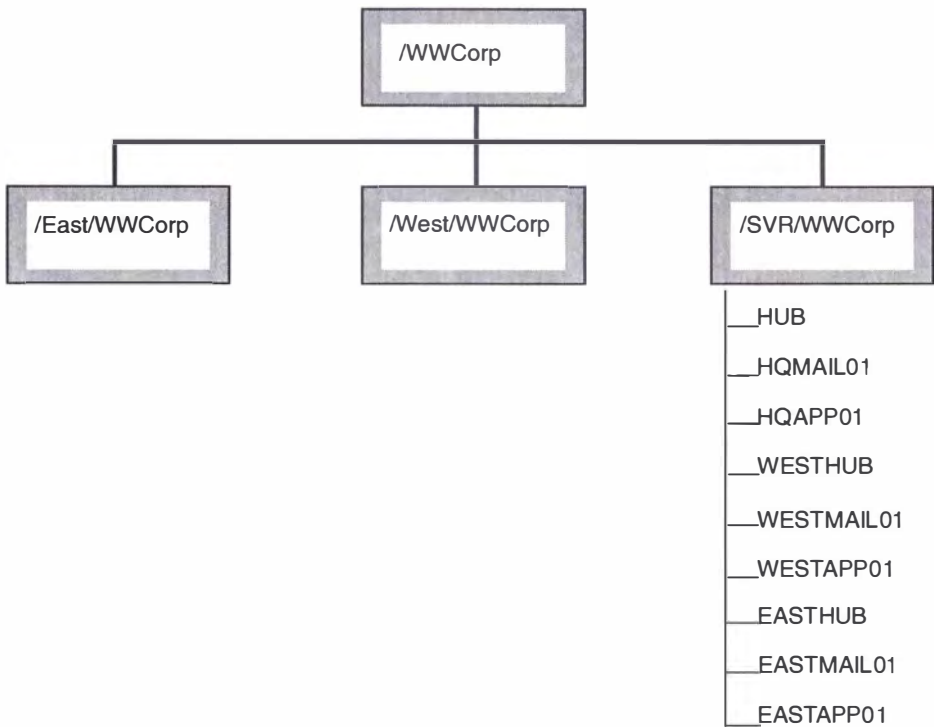 /WWCorp
/East/WWCorp
/West/WWCorp
/SVR/WWCorp
HUB
HQMAIL01
HQAPP01
WESTHUB
WESTMAIL01
WESTAPP01
EASTHUB
EASTMAIL01
EASTAPP01